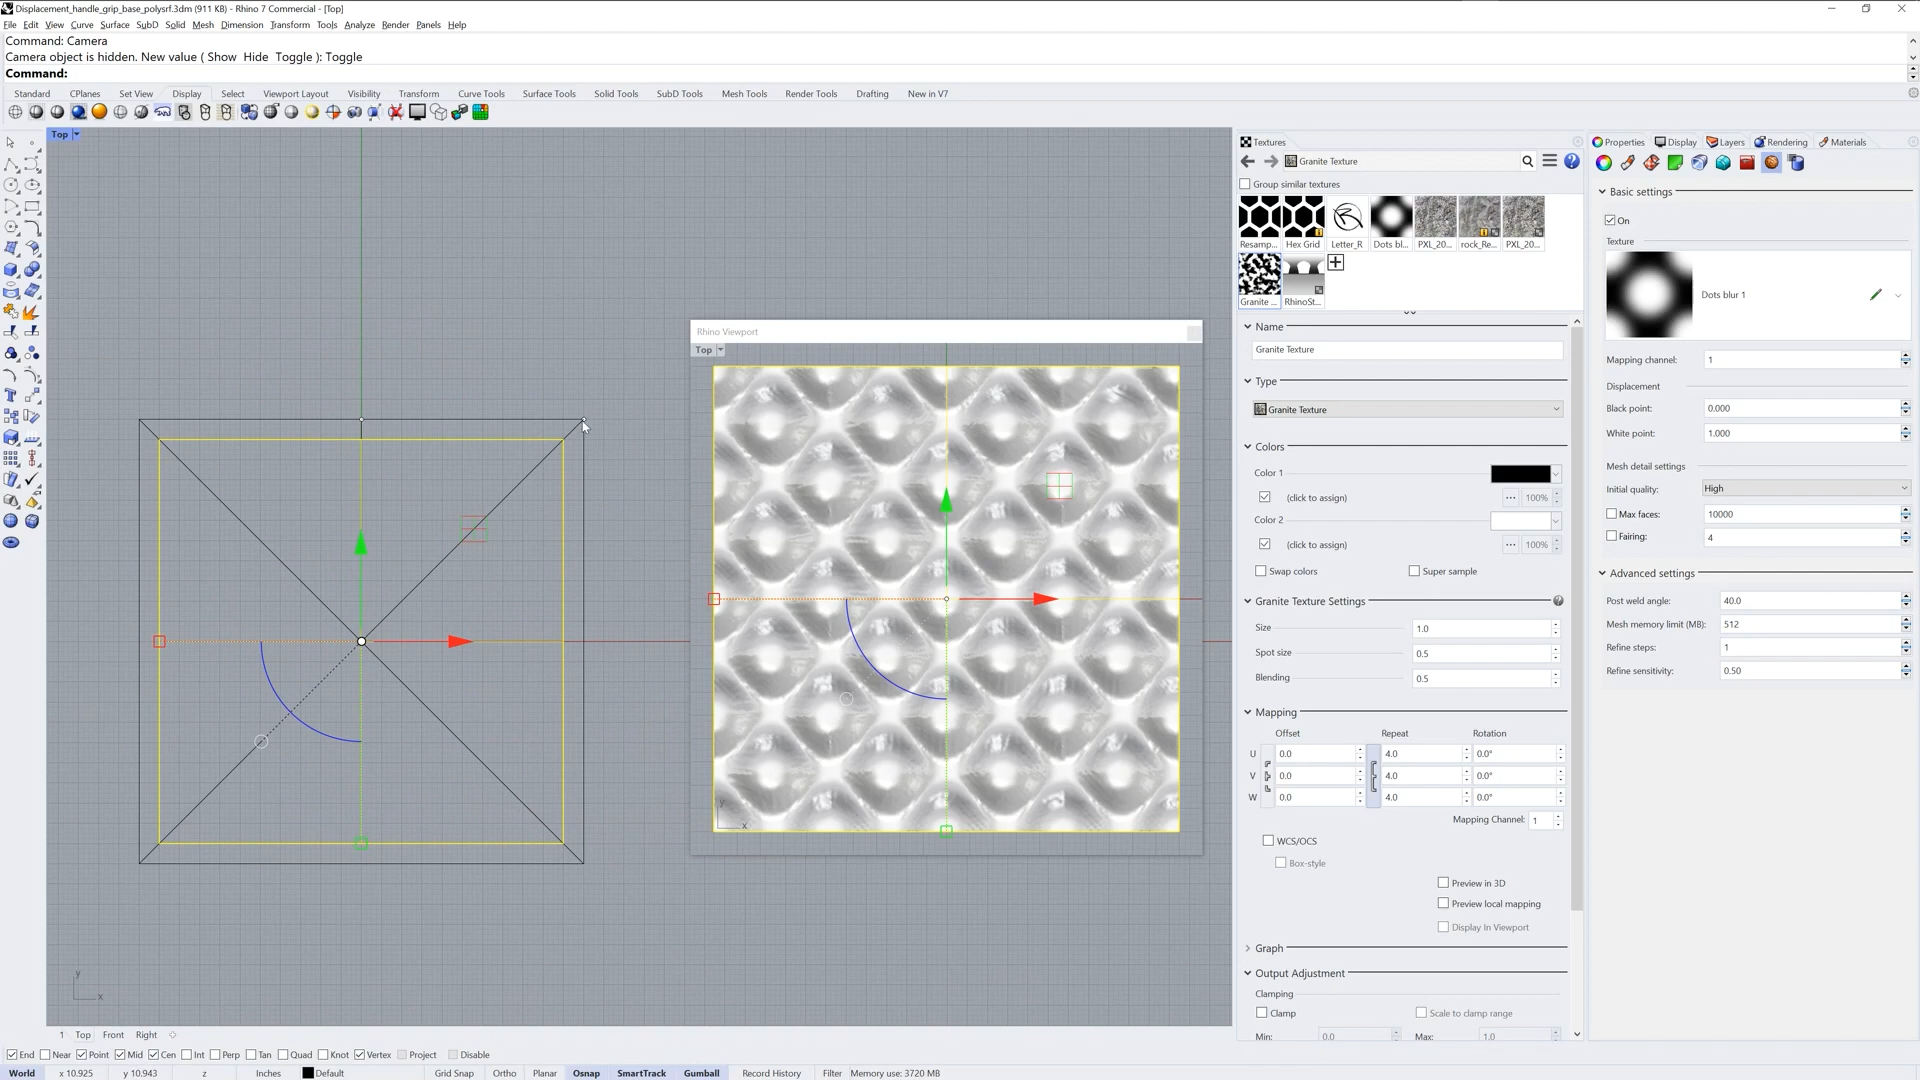 Displacement_handle_grip_base_polysrf.3dm (911 KB) - Rhino 7 Commercial - [Top]
File Edit View Curve Surface SubD Solid Mesh Dimension Transform Tools Analyze Render Panels Help
Command: Camera
Camera object is hidden. New value ( Show Hide Toggle ): Toggle
Command:
Standard CPlanes Set View Display Select Viewport Layout Visibility Transform Curve Tools Surface Tools Solid Tools SubD Tools Mesh Tools Render Tools Drafting New in V7
Top
Rhino Viewport
Top
y
x
y
x
1 Top Front Right
End Near Point Mid Cen Int Perp Tan Quad Knot Vertex Project Disable
World x 10.925 y 10.943 z Inches Default Grid Snap Ortho Planar Osnap SmartTrack Gumball Record History Filter Memory use: 3720 MB
Textures
Granite Texture
Group similar textures
Resamp... Hex Grid Letter_R Dots bl... PXL_20... rock_Re... PXL_20...
Granite ... RhinoSt...
Name
Granite Texture
Type
Granite Texture
Colors
Color 1
(click to assign) ... 100%
Color 2
(click to assign) ... 100%
Swap colors Super sample
Granite Texture Settings
Size 1.0
Spot size 0.5
Blending 0.5
Mapping
Offset Repeat Rotation
U 0.0 4.0 0.0°
V 0.0 4.0 0.0°
W 0.0 4.0 0.0°
Mapping Channel: 1
WCS/OCS
Box-style
Preview in 3D
Preview local mapping
Display In Viewport
Graph
Output Adjustment
Clamping
Clamp Scale to clamp range
Min: 0.0 Max: 1.0
Properties Display Layers Rendering Materials
Basic settings
On
Texture
Dots blur 1
Mapping channel: 1
Displacement
Black point: 0.000
White point: 1.000
Mesh detail settings
Initial quality: High
Max faces: 10000
Fairing: 4
Advanced settings
Post weld angle: 40.0
Mesh memory limit (MB): 512
Refine steps: 1
Refine sensitivity: 0.50